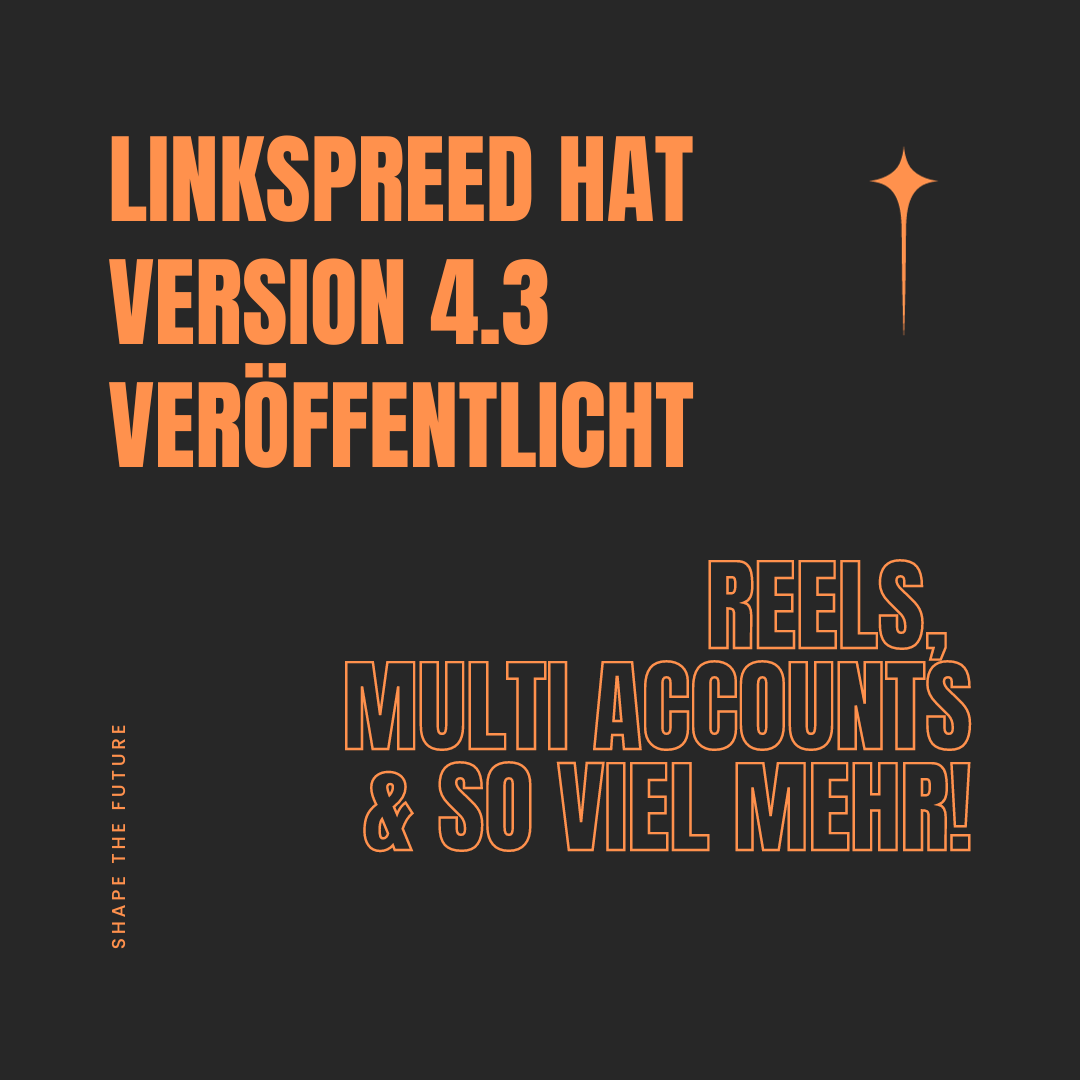 LINKSPREED HAT
VERSION 4.3
VERÖFFENTLICHT
REELS,
MULTI ACCOUNTS
& SO VIEL MEHR!
SHAPE THE FUTURE